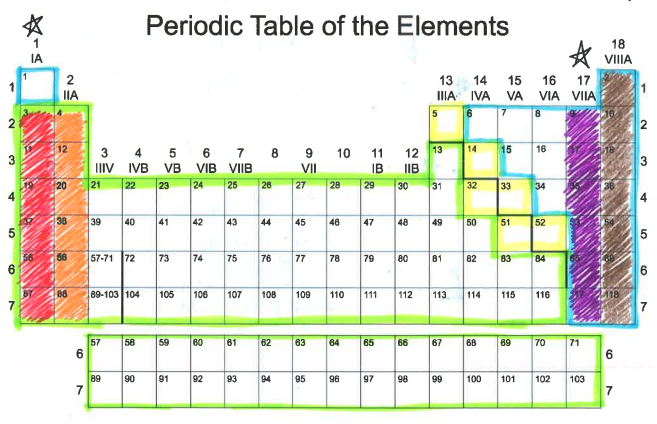 Periodic Table of the Elements
1 18
IA VIIIA
2 13 14 15 16 17
IIA IIIA IVA VA VIA VIIA
3 4 5 6 7 8 9 10 11 12
IIIV IVB VB VIB VIIB VII IB IIB
1 1 2 1
2 3 4 5 6 7 8 9 10 2
3 11 12 13 14 15 16 17 18 3
4 19 20 21 22 23 24 25 26 27 28 29 30 31 32 33 34 35 36 4
5 37 38 39 40 41 42 43 44 45 46 47 48 49 50 51 52 53 54 5
6 55 56 57-71 72 73 74 75 76 77 78 79 80 81 82 83 84 85 86 6
7 87 88 89-103 104 105 106 107 108 109 110 111 112 113 114 115 116 117 118 7
6 57 58 59 60 61 62 63 64 65 66 67 68 69 70 71 6
7 89 90 91 92 93 94 95 96 97 98 99 100 101 102 103 7